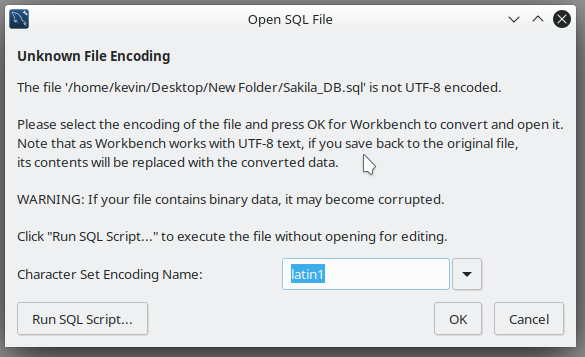 Open SQL File
Unknown File Encoding
The file '/home/kevin/Desktop/New Folder/Sakila_DB.sql' is not UTF-8 encoded.
Please select the encoding of the file and press OK for Workbench to convert and open it.
Note that as Workbench works with UTF-8 text, if you save back to the original file,
its contents will be replaced with the converted data.
WARNING: If your file contains binary data, it may become corrupted.
Click "Run SQL Script..." to execute the file without opening for editing.
Character Set Encoding Name: latin1
Run SQL Script... OK Cancel